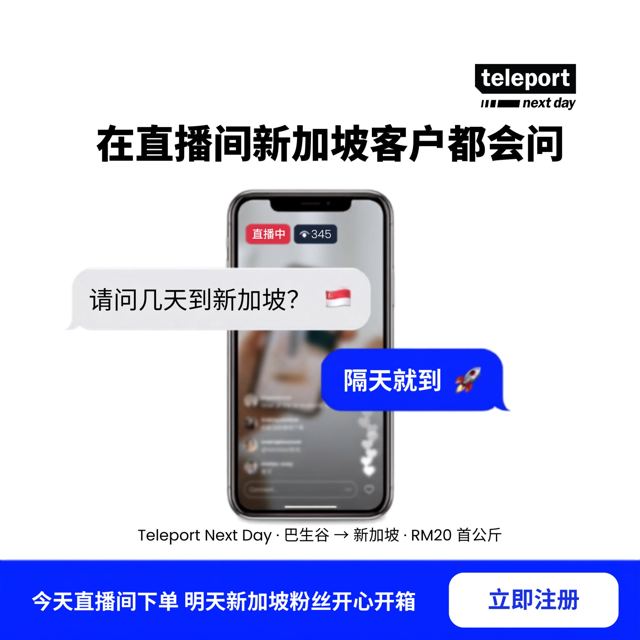 teleport
next day
在直播间新加坡客户都会问
直播中 345
请问几天到新加坡？
隔天就到
Teleport Next Day · 巴生谷 → 新加坡 · RM20 首公斤
今天直播间下单 明天新加坡粉丝开心开箱
立即注册